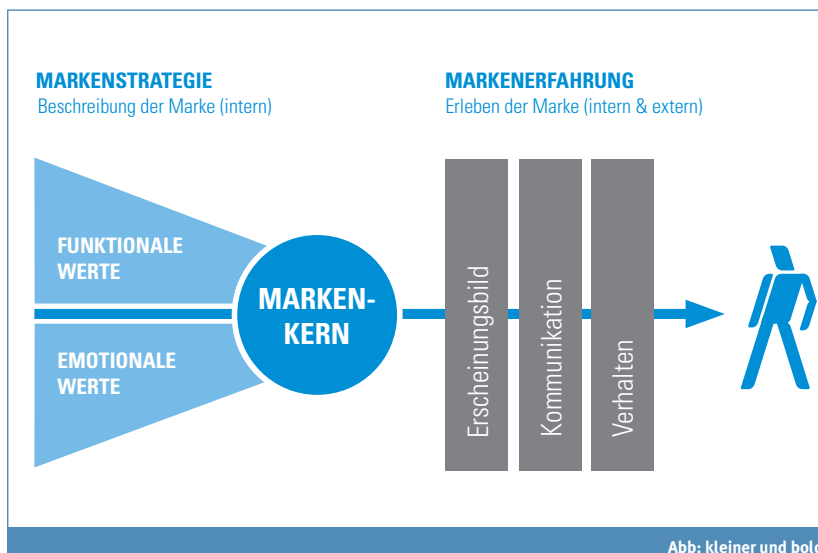 MARKENSTRATEGIE
Beschreibung der Marke (intern)
FUNKTIONALE
WERTE
EMOTIONALE
WERTE
MARKEN-
KERN
MARKENERFAHRUNG
Erleben der Marke (intern & extern)
Erscheinungsbild
Kommunikation
Verhalten
Abb: kleiner und bold